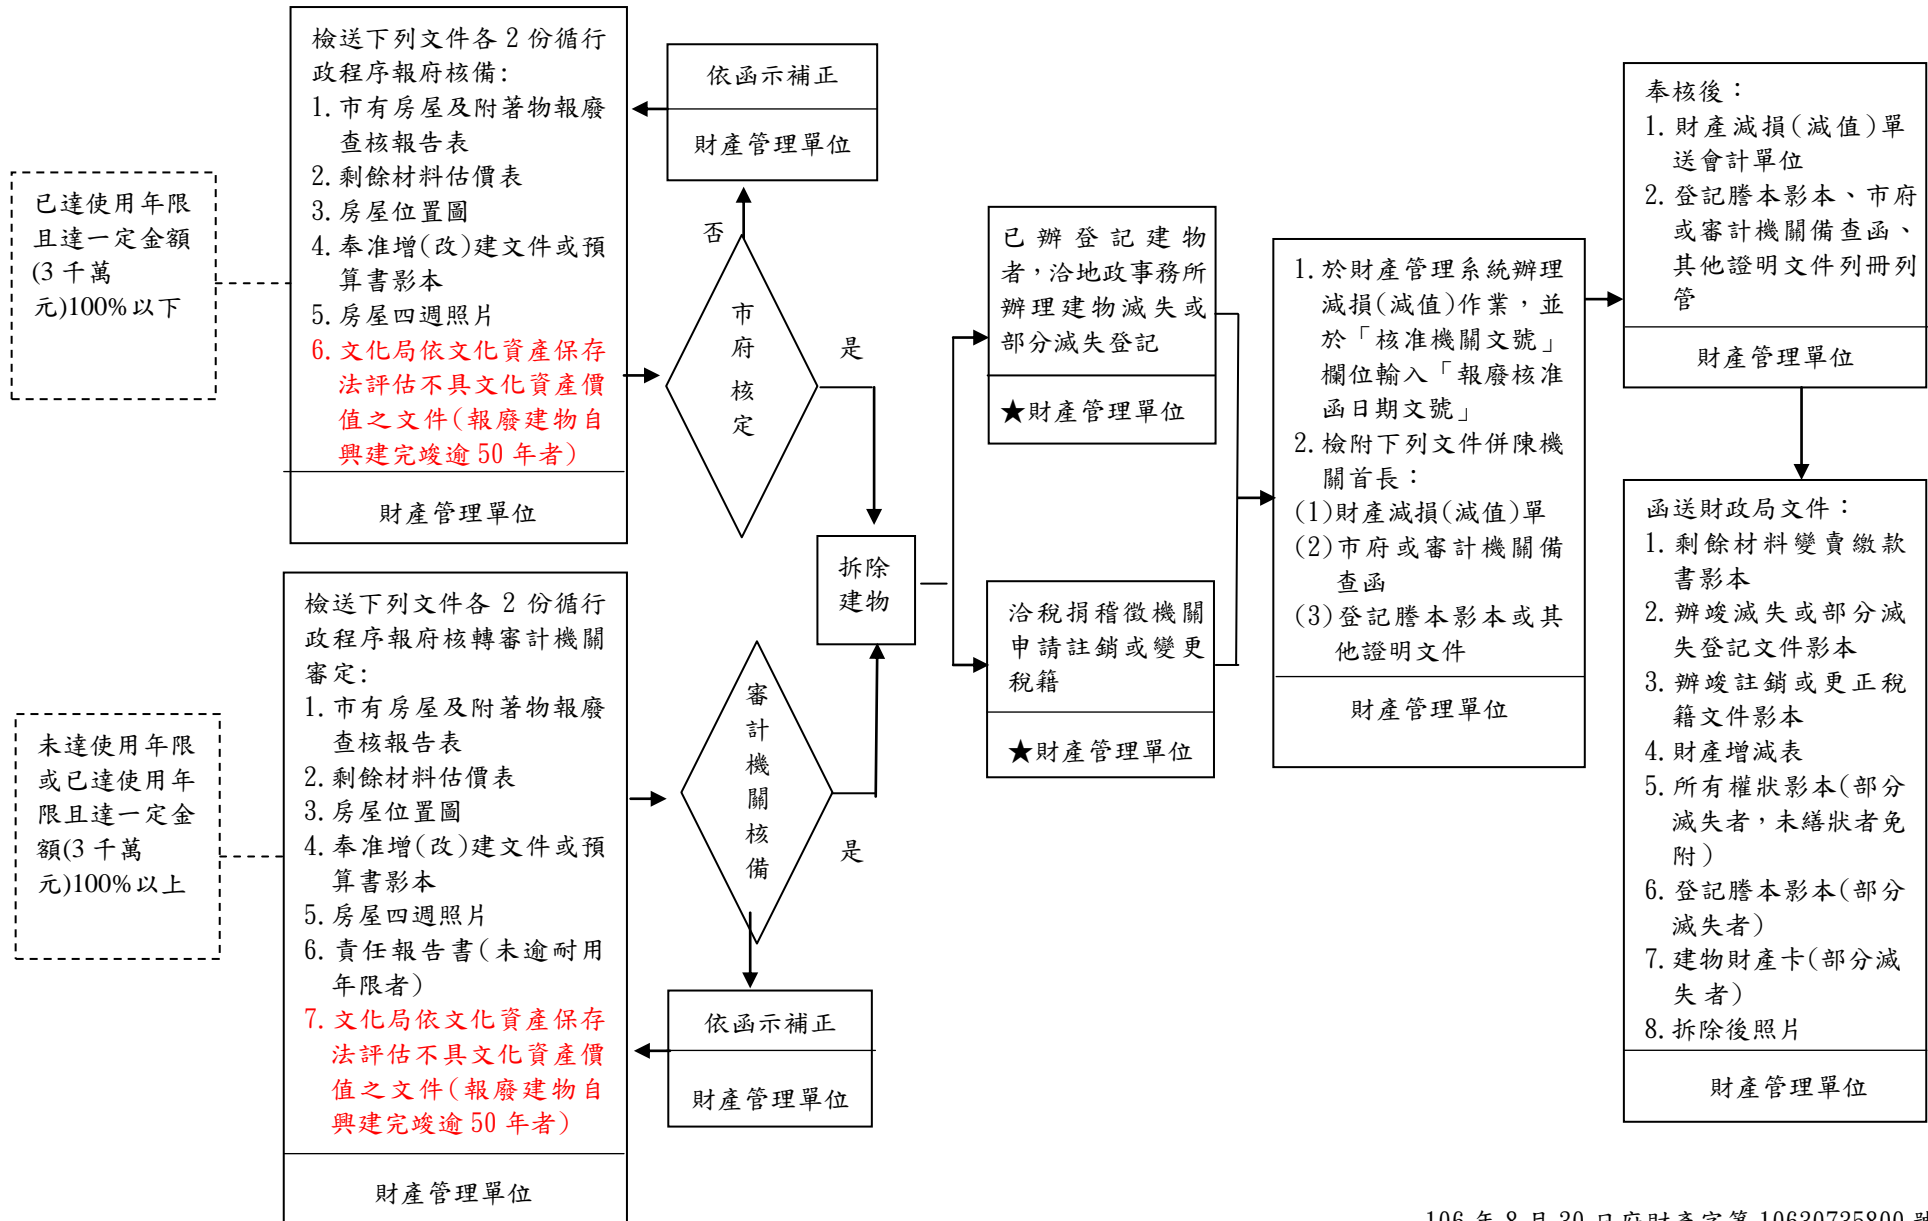 已達使用年限
且達一定金額
(3 千萬
元)100%以下
檢送下列文件各 2 份循行
政程序報府核備:
1. 市有房屋及附著物報廢
查核報告表
2. 剩餘材料估價表
3. 房屋位置圖
4. 奉准增(改)建文件或預
算書影本
5. 房屋四週照片
6. 文化局依文化資產保存
法評估不具文化資產價
值之文件(報廢建物自
興建完竣逾 50 年者)
財產管理單位
依函示補正
財產管理單位
否
市
府
核
定
是
未達使用年限
或已達使用年
限且達一定金
額(3 千萬
元)100%以上
檢送下列文件各 2 份循行
政程序報府核轉審計機關
審定:
1. 市有房屋及附著物報廢
查核報告表
2. 剩餘材料估價表
3. 房屋位置圖
4. 奉准增(改)建文件或預
算書影本
5. 房屋四週照片
6. 責任報告書(未逾耐用
年限者)
7. 文化局依文化資產保存
法評估不具文化資產價
值之文件(報廢建物自
興建完竣逾 50 年者)
財產管理單位
審
計
機
關
核
備
是
依函示補正
財產管理單位
拆除
建物
已辦登記建物
者，洽地政事務所
辦理建物滅失或
部分滅失登記
★財產管理單位
洽稅捐稽徵機關
申請註銷或變更
稅籍
★財產管理單位
1. 於財產管理系統辦理
減損(減值)作業，並
於「核准機關文號」
欄位輸入「報廢核准
函日期文號」
2. 檢附下列文件併陳機
關首長：
(1)財產減損(減值)單
(2)市府或審計機關備
查函
(3)登記謄本影本或其
他證明文件
財產管理單位
奉核後：
1. 財產減損(減值)單
送會計單位
2. 登記謄本影本、市府
或審計機關備查函、
其他證明文件列冊列
管
財產管理單位
函送財政局文件：
1. 剩餘材料變賣繳款
書影本
2. 辦竣滅失或部分滅
失登記文件影本
3. 辦竣註銷或更正稅
籍文件影本
4. 財產增減表
5. 所有權狀影本(部分
滅失者，未繕狀者免
附)
6. 登記謄本影本(部分
滅失者)
7. 建物財產卡(部分滅
失者)
8. 拆除後照片
財產管理單位
106 年 8 月 30 日府財產字第 10630735800 號